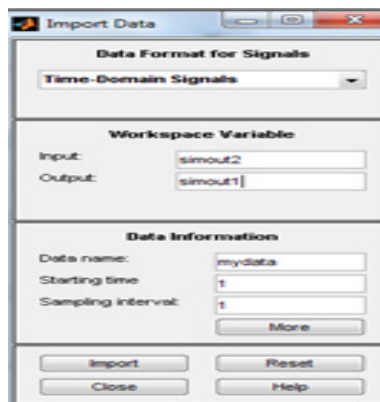 Import Data
Data Format for Signals
Time-Domain Signals
Workspace Variable
Input: simout2
Output: simout1
Data Information
Data name: mydata
Starting time 1
Sampling interval: 1
More
Import Reset
Close Help